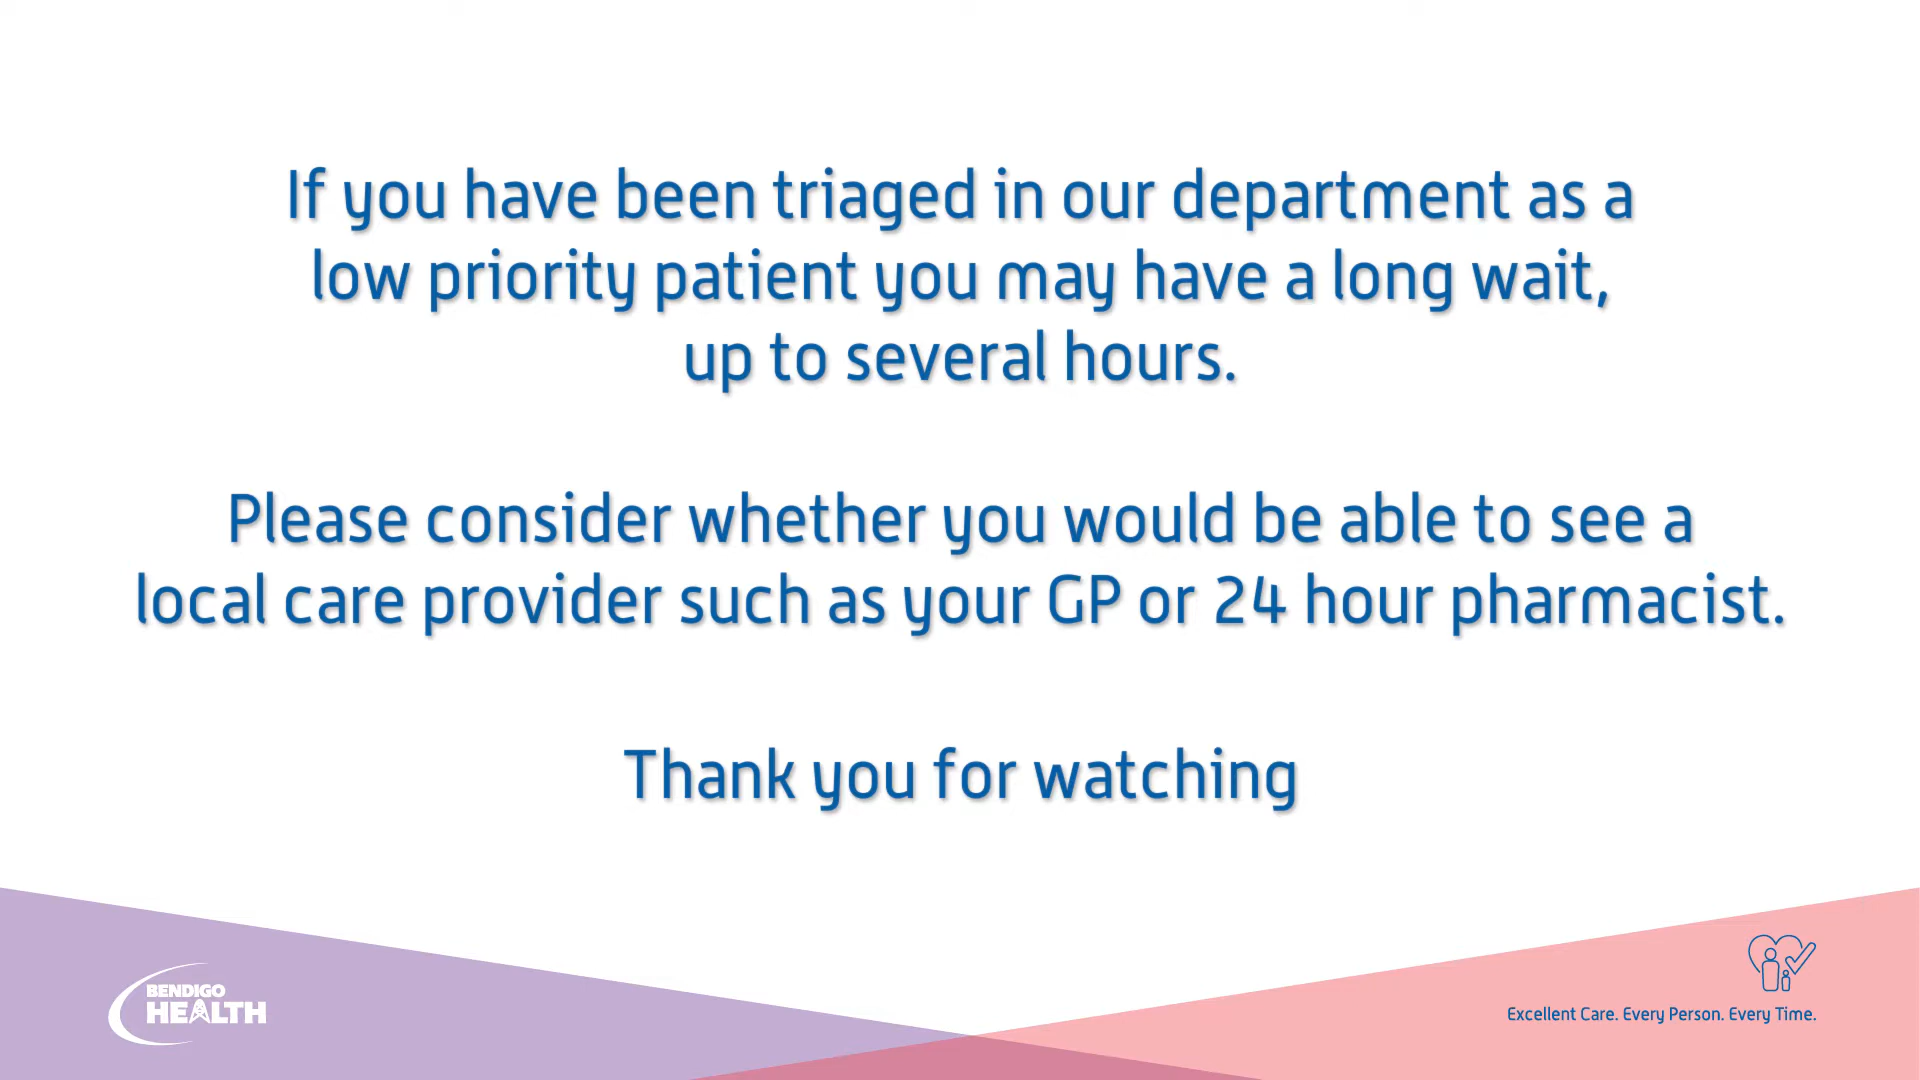 If you have been triaged in our department as a
low priority patient you may have a long wait,
up to several hours.
Please consider whether you would be able to see a
local care provider such as your GP or 24 hour pharmacist.
Thank you for watching
BENDIGO
HEALTH
Excellent Care. Every Person. Every Time.